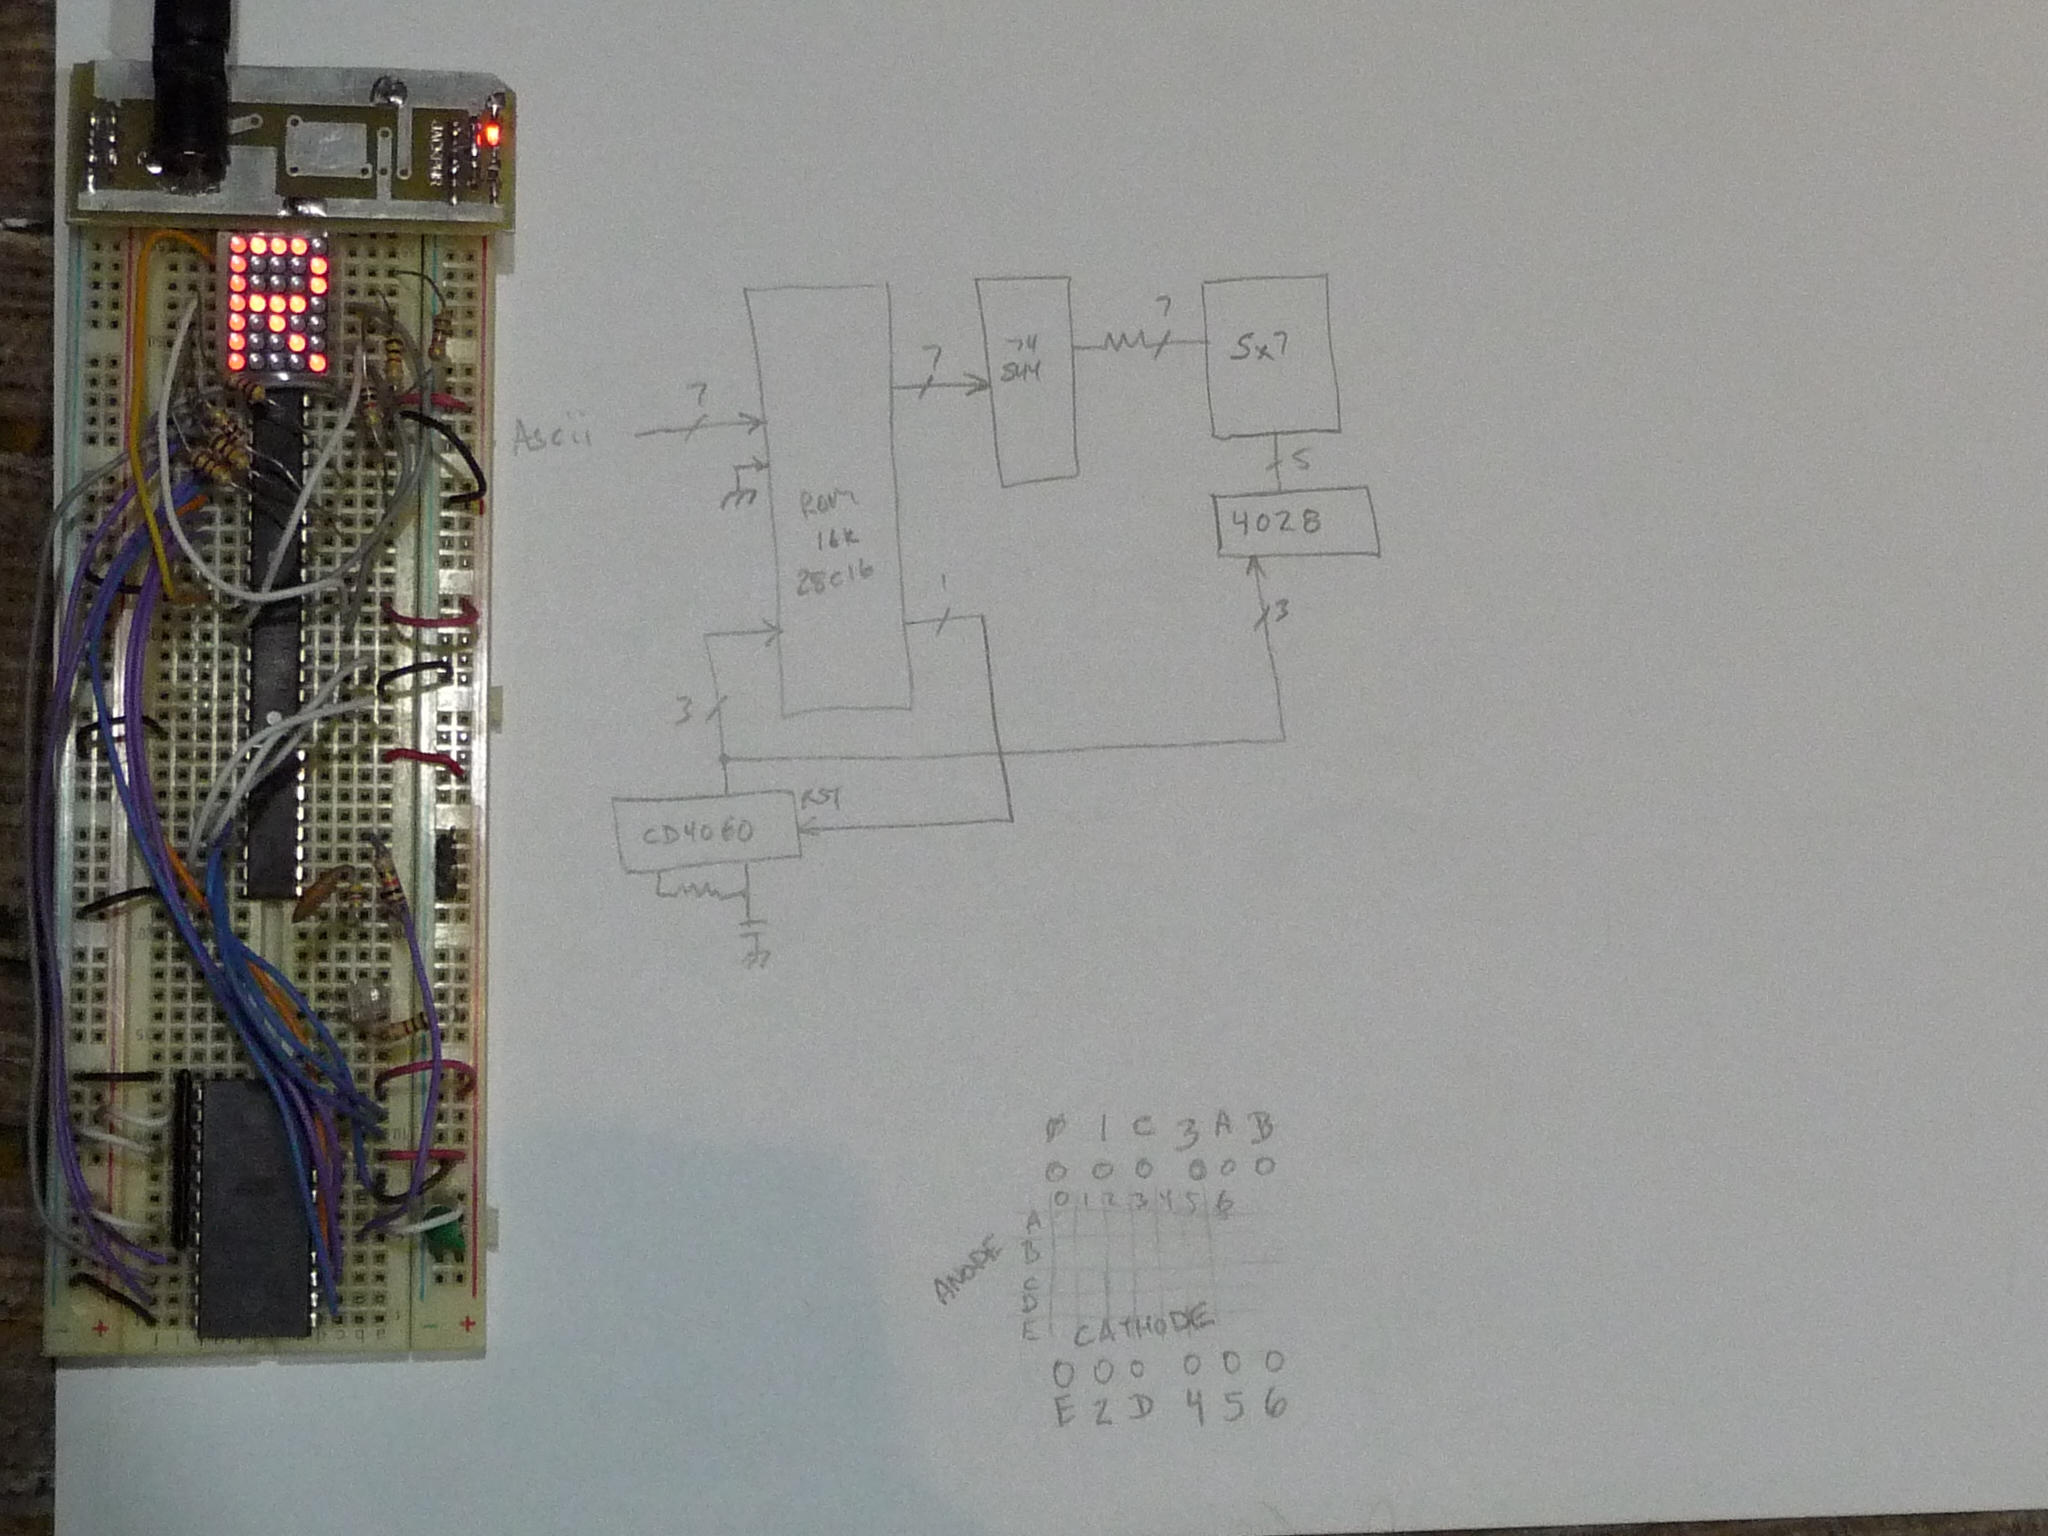 R
7
7
7
Ascii
74
S44
5x7
5
4028
ROM
16K
28C16
1
3
3
RST
CD4060
Ø 1 C 3 A B
0 0 0 0 0 0
0 1 2 3 4 5 6
A
B
C
D
E
ANODE
CATHODE
0 0 0 0 0 0
E 2 D 4 5 6